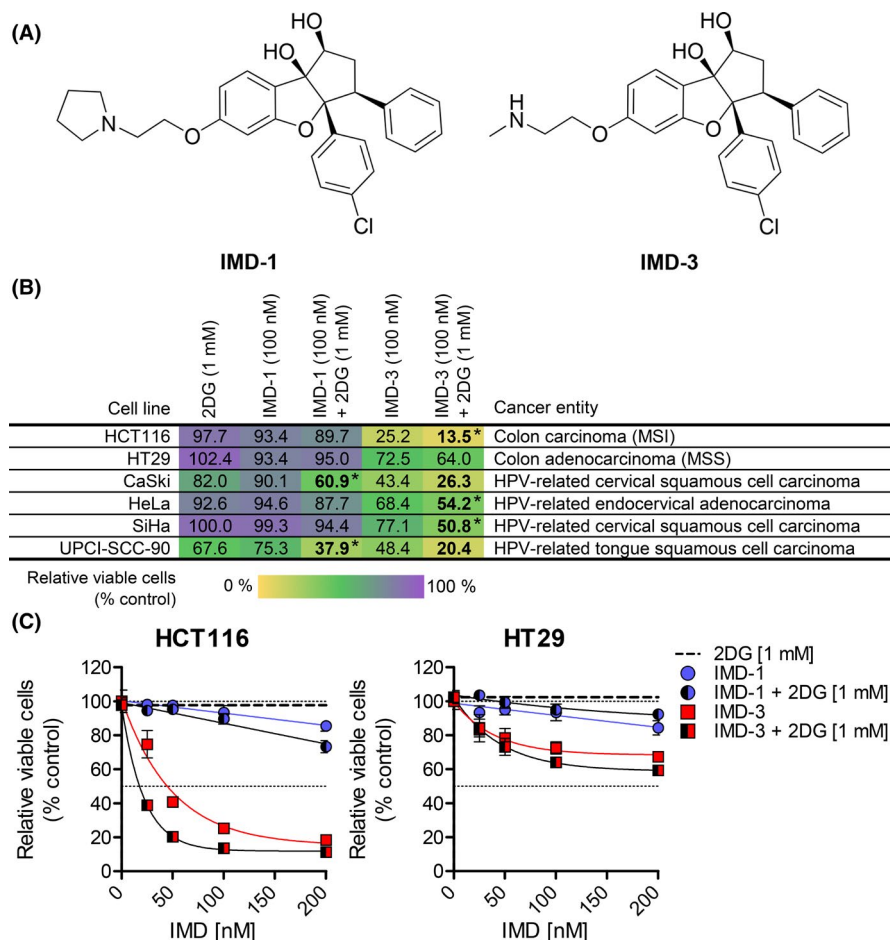 (A)
HO
HO
N
O
O
Cl
IMD-1
HO
HO
H
N
O
O
Cl
IMD-3
(B)
Cell line
2DG (1 mM)
IMD-1 (100 nM)
IMD-1 (100 nM)
+ 2DG (1 mM)
IMD-3 (100 nM)
IMD-3 (100 nM)
+ 2DG (1 mM)
Cancer entity
HCT116 97.7 93.4 89.7 25.2 13.5* Colon carcinoma (MSI)
HT29 102.4 93.4 95.0 72.5 64.0 Colon adenocarcinoma (MSS)
CaSki 82.0 90.1 60.9* 43.4 26.3 HPV-related cervical squamous cell carcinoma
HeLa 92.6 94.6 87.7 68.4 54.2* HPV-related endocervical adenocarcinoma
SiHa 100.0 99.3 94.4 77.1 50.8* HPV-related cervical squamous cell carcinoma
UPCI-SCC-90 67.6 75.3 37.9* 48.4 20.4 HPV-related tongue squamous cell carcinoma
Relative viable cells
(% control)
0 %
100 %
(C)
HCT116
Relative viable cells
(% control)
120
100
80
60
40
20
0
0 50 100 150 200
IMD [nM]
HT29
Relative viable cells
(% control)
120
100
80
60
40
20
0
0 50 100 150 200
IMD [nM]
2DG [1 mM]
IMD-1
IMD-1 + 2DG [1 mM]
IMD-3
IMD-3 + 2DG [1 mM]